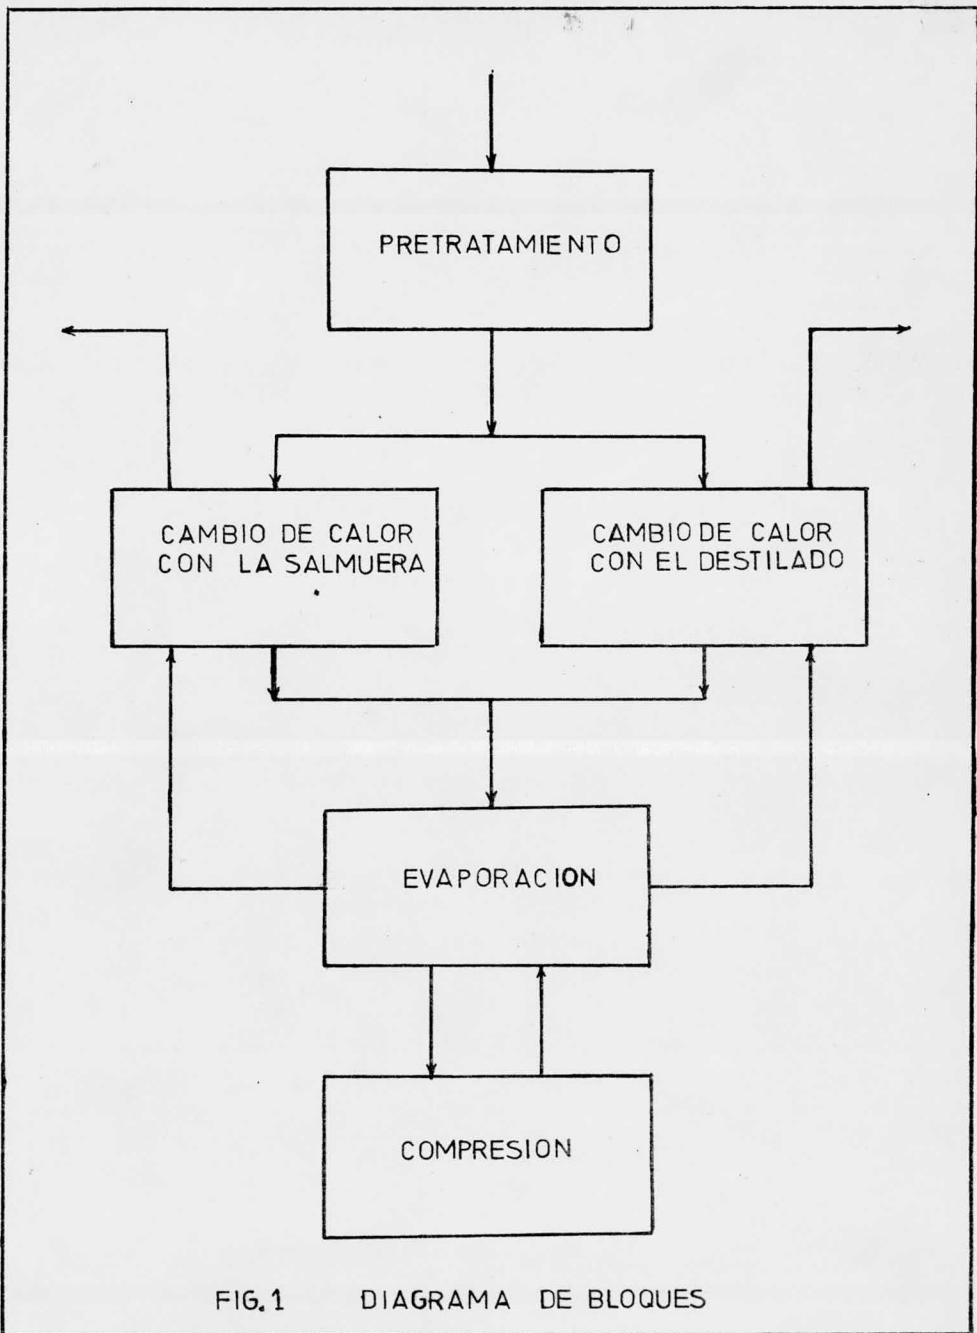 PRETRATAMIENTO
CAMBIO DE CALOR
CON LA SALMUERA
CAMBIO DE CALOR
CON EL DESTILADO
EVAPORACION
COMPRESION
FIG.1 DIAGRAMA DE BLOQUES